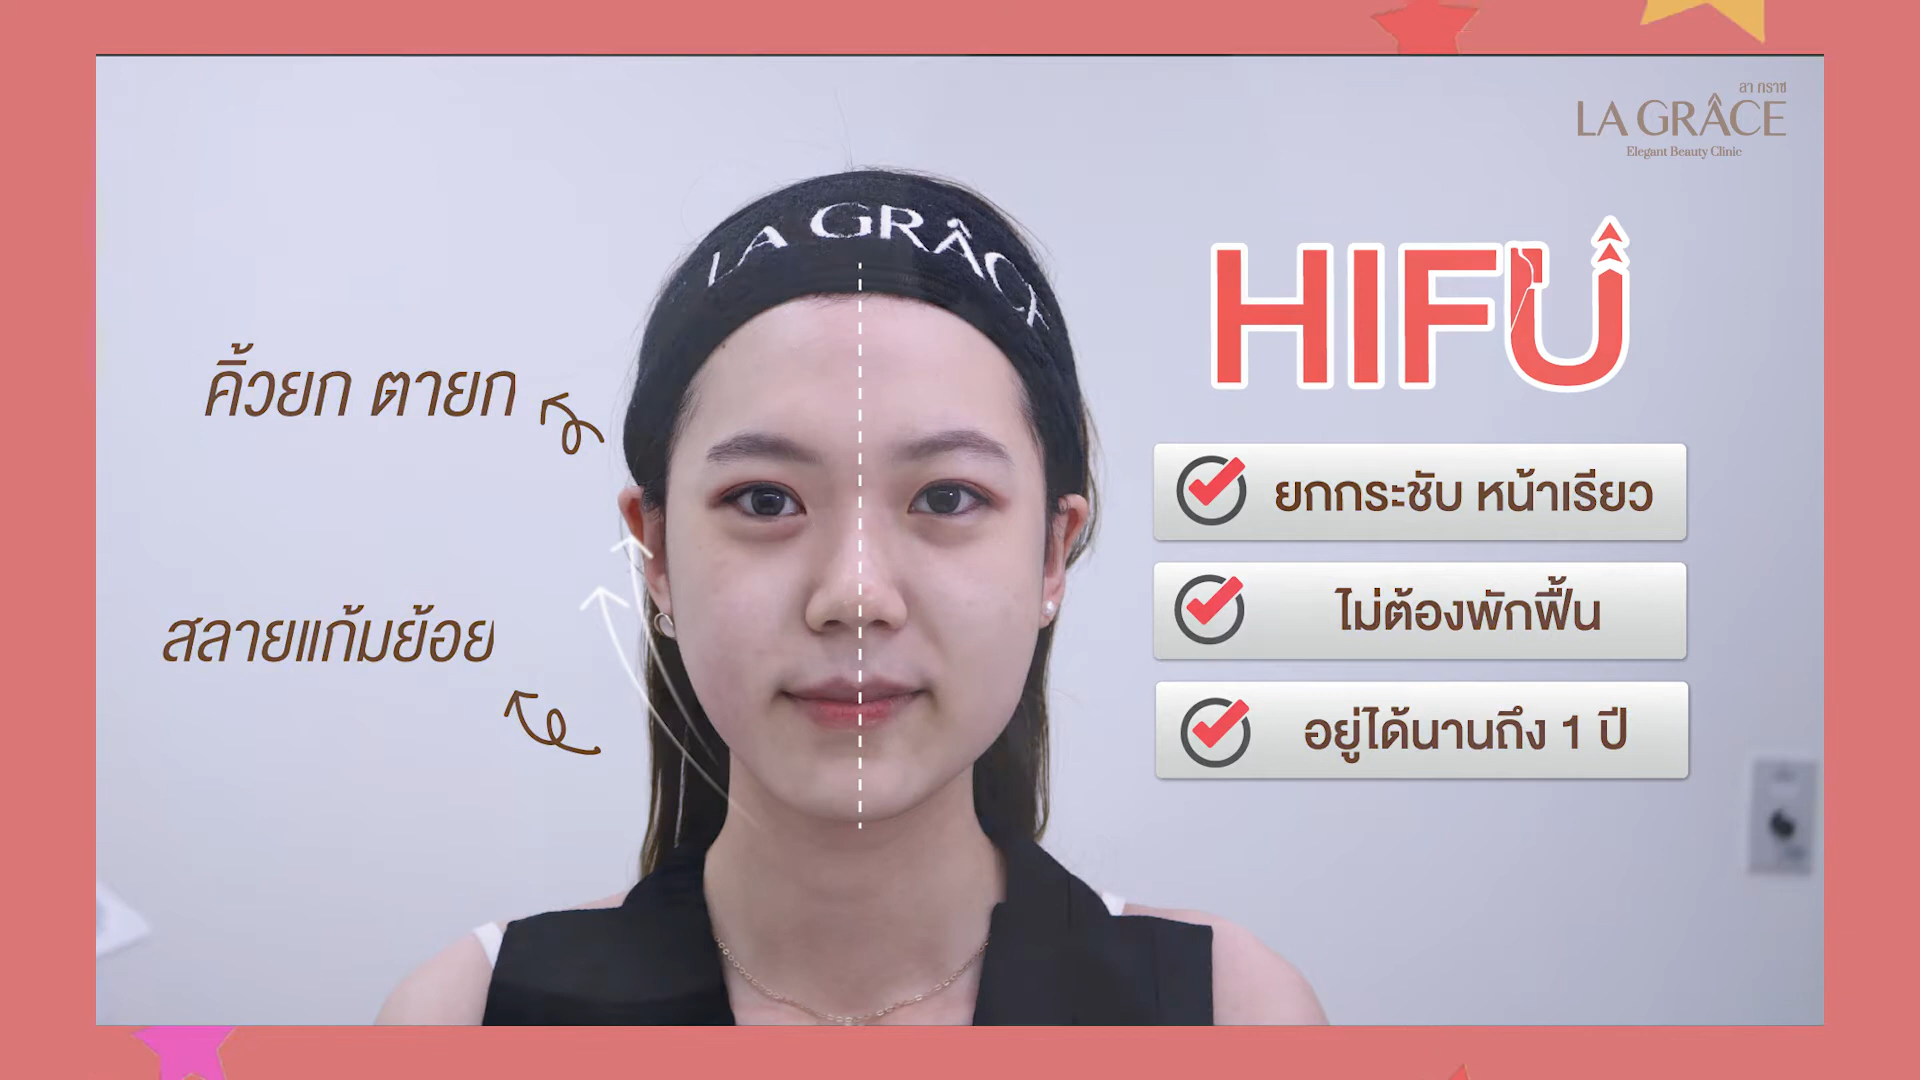 ลา กราซ
LA GRÂCE
Elegant Beauty Clinic
LA GRÂCE
HIFU
คิ้วยก ตายก
สลายแก้มย้อย
ยกกระชับ หน้าเรียว
ไม่ต้องพักฟื้น
อยู่ได้นานถึง 1 ปี